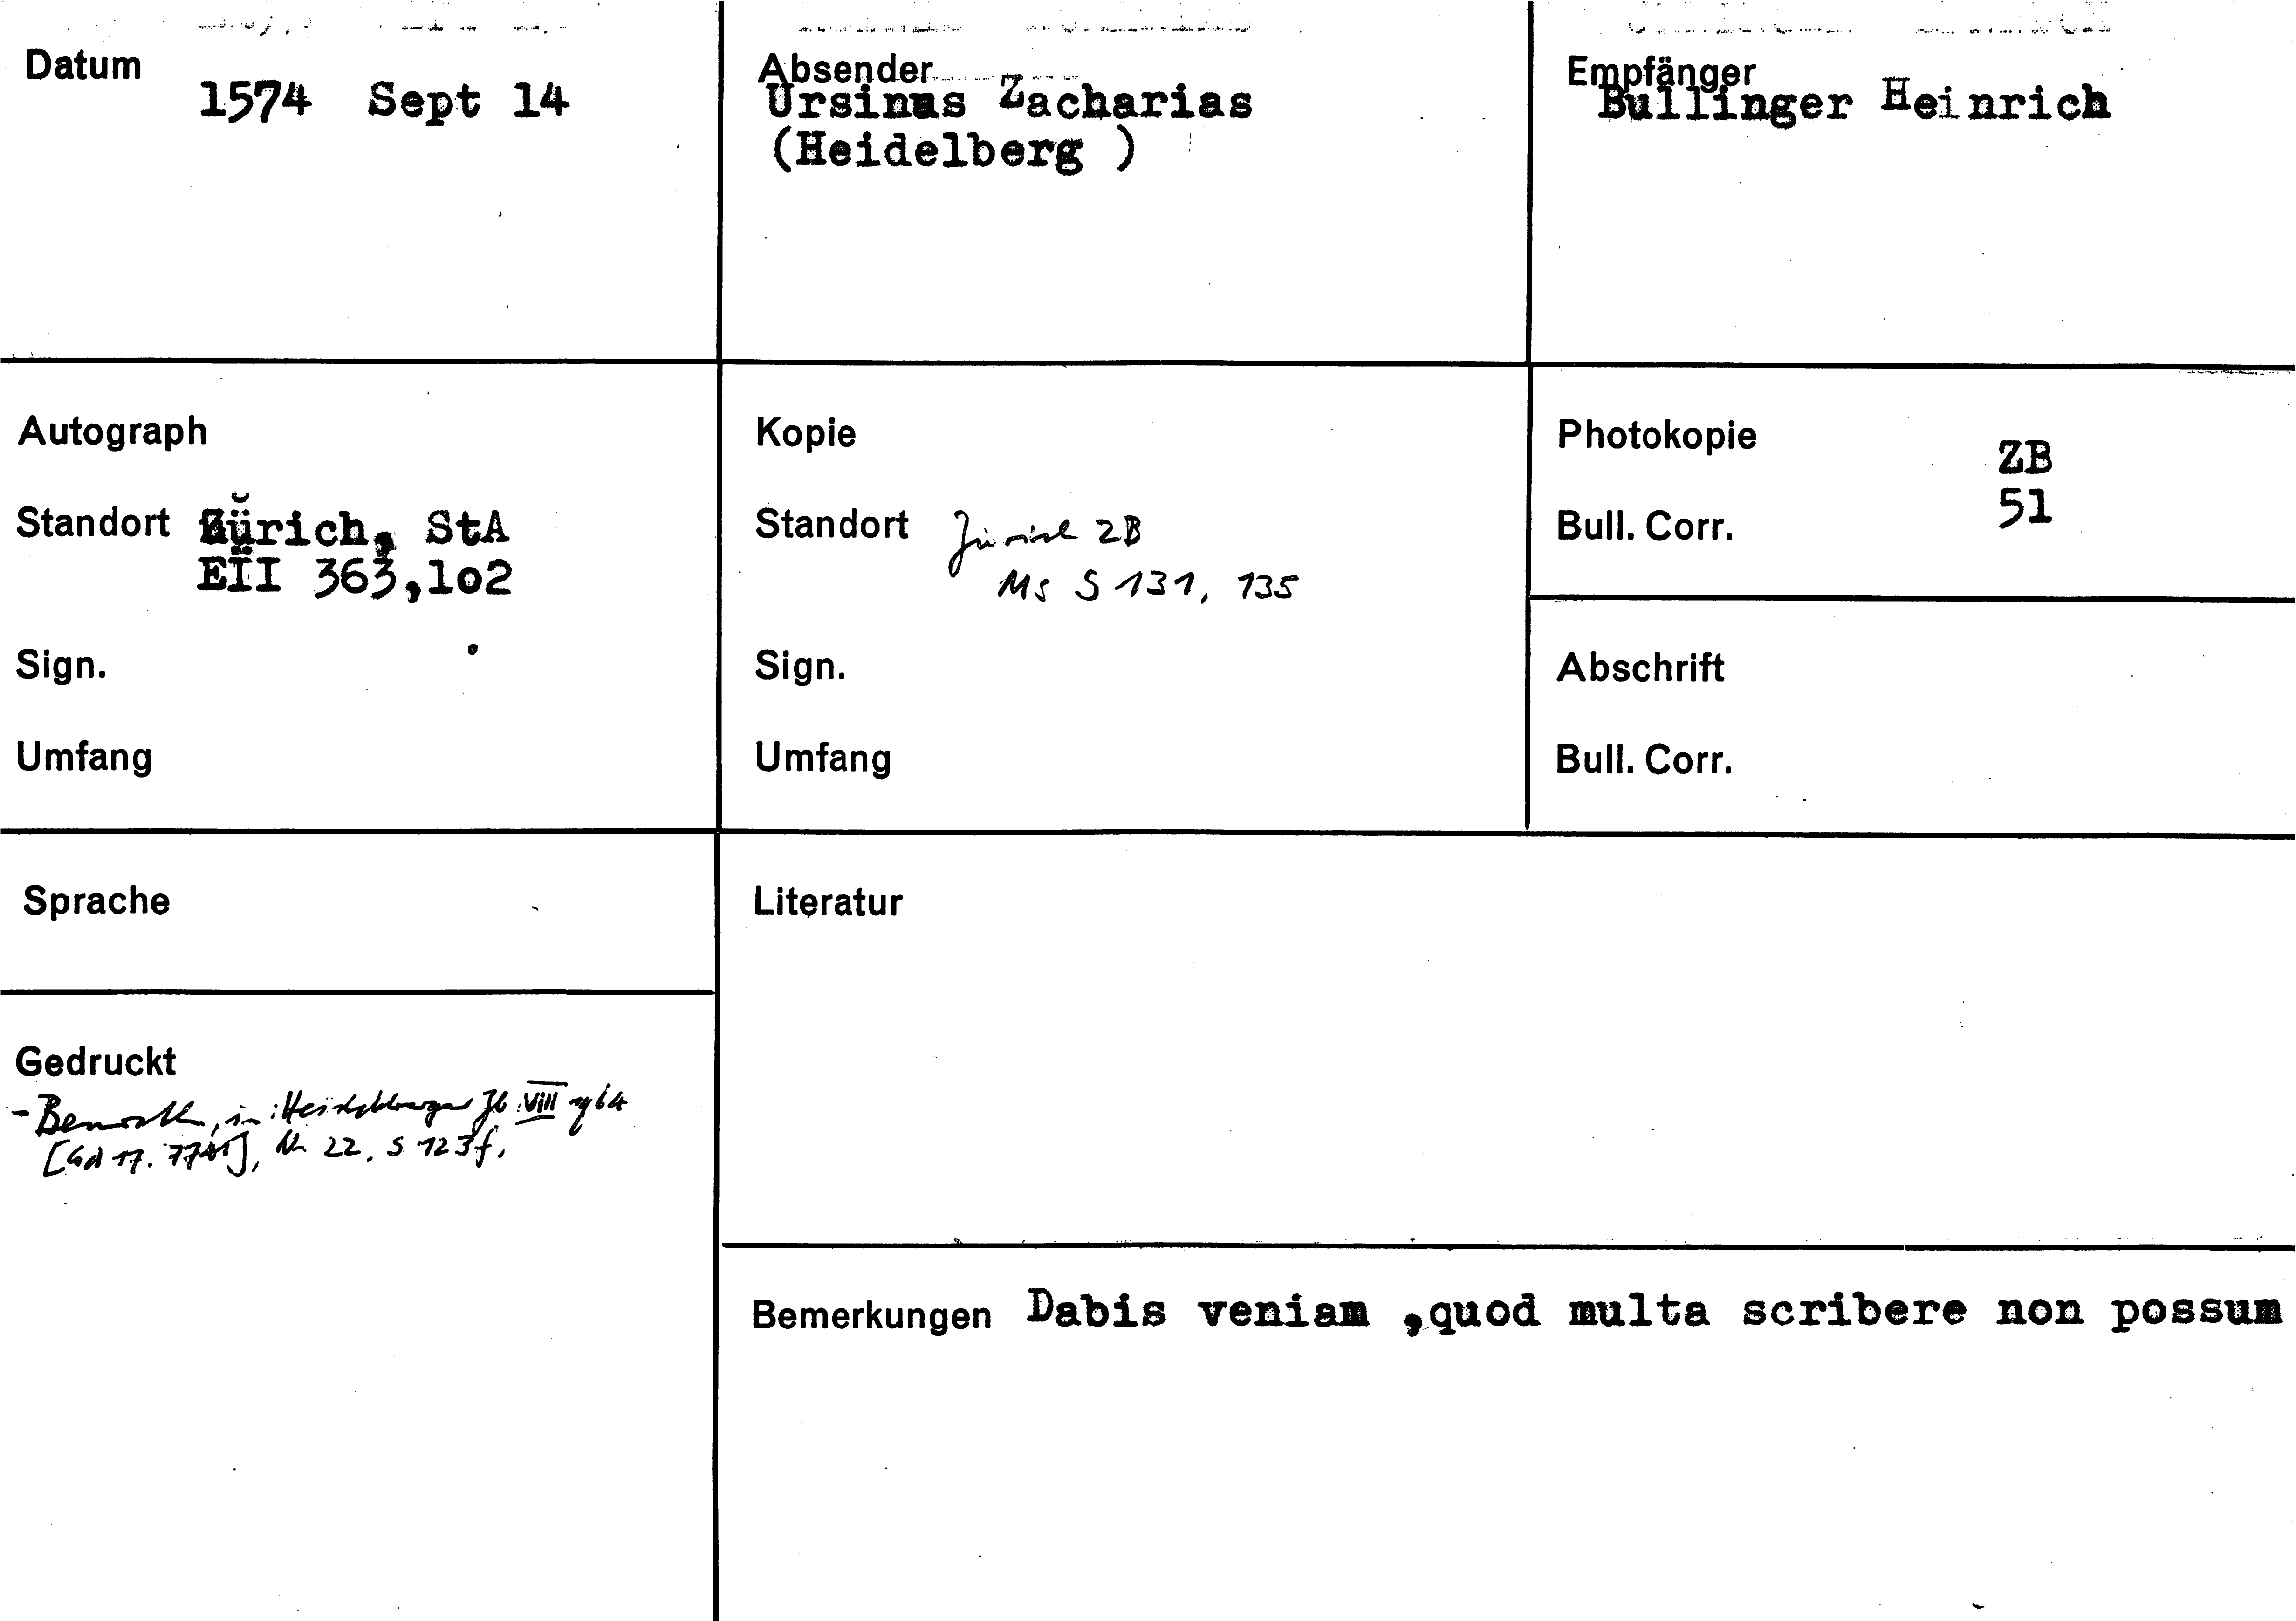 Datum
1574 Sept 14
Absender
Ursinus Zacharias
(Heidelberg )
Empfänger
Bullinger Heinrich
Autograph
Standort Zürich, StA
EII 363,1o2
Sign.
Umfang
Kopie
Standort Zürich ZB
Ms S 131, 135
Sign.
Umfang
Photokopie ZB
Bull. Corr. 51
Abschrift
Bull. Corr.
Sprache
Gedruckt
- Benrath, in: Heidelberger Jb VIII 1964
[Gd 17. 77], Nr 22. S 123f.
Literatur
Bemerkungen Dabis veniam ,quod multa scribere non possum